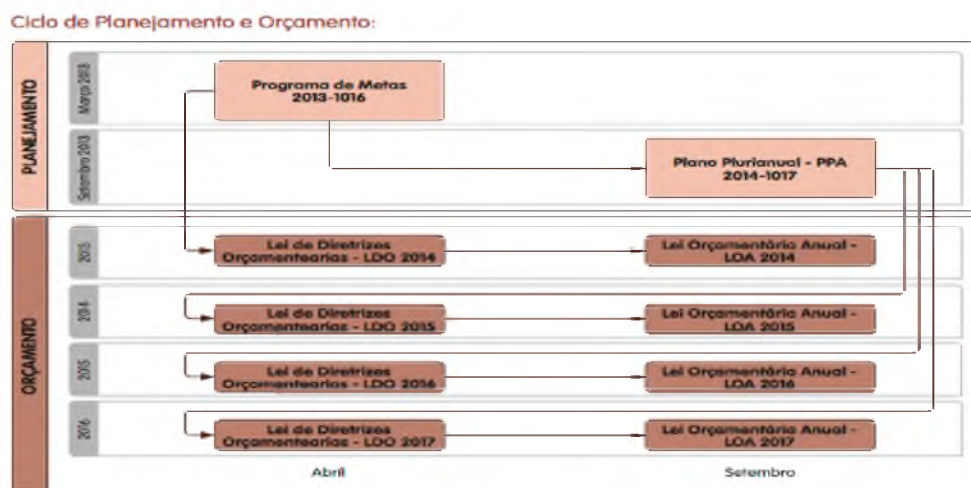 Ciclo de Planejamento e Orçamento:
PLANEJAMENTO
Março 2013
Programa de Metas
2013-1016
Setembro 2013
Plano Plurianual - PPA
2014-1017
ORÇAMENTO
2013
Lei de Diretrizes
Orçamentearias - LDO 2014
Lei Orçamentária Anual -
LOA 2014
2014
Lei de Diretrizes
Orçamentearias - LDO 2015
Lei Orçamentária Anual -
LOA 2015
2015
Lei de Diretrizes
Orçamentearias - LDO 2016
Lei Orçamentária Anual -
LOA 2016
2016
Lei de Diretrizes
Orçamentearias - LDO 2017
Lei Orçamentária Anual -
LOA 2017
Abril
Setembro